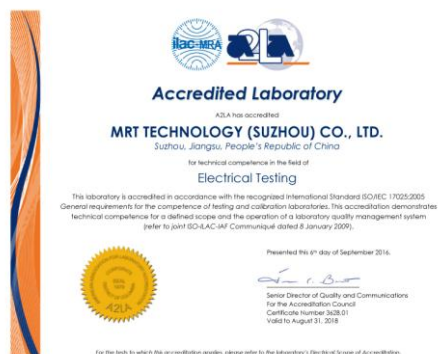 ilac-MRA
A2LA
Accredited Laboratory
A2LA has accredited
MRT TECHNOLOGY (SUZHOU) CO., LTD.
Suzhou, Jiangsu, People's Republic of China
for technical competence in the field of
Electrical Testing
This laboratory is accredited in accordance with the recognized International Standard ISO/IEC 17025:2005
General requirements for the competence of testing and calibration laboratories. This accreditation demonstrates
technical competence for a defined scope and the operation of a laboratory quality management system
(refer to joint ISO-ILAC-IAF Communiqué dated 8 January 2009).
Presented this 6th day of September 2016.
Senior Director of Quality and Communications
For the Accreditation Council
Certificate Number 3628.01
Valid to August 31, 2018
CORPORATE
SEAL
1978
A2LA
For the tests to which this accreditation applies, please refer to the laboratory's Electrical Scope of Accreditation.